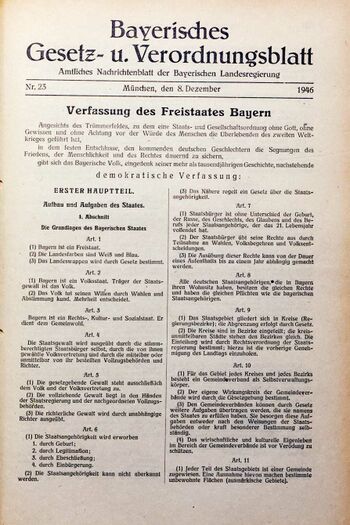 Bayerisches
Gesetz- u. Verordnungsblatt
Amtliches Nachrichtenblatt der Bayerischen Landesregierung
Nr. 23 München, den 8. Dezember 1946
Verfassung des Freistaates Bayern
Angesichts des Trümmerfeldes, zu dem eine Staats- und Gesellschaftsordnung ohne Gott, ohne
Gewissen und ohne Achtung vor der Würde des Menschen die Überlebenden des zweiten Welt-
krieges geführt hat,
in dem festen Entschlusse, den kommenden deutschen Geschlechtern die Segnungen des
Friedens, der Menschlichkeit und des Rechtes dauernd zu sichern,
gibt sich das Bayerische Volk, eingedenk seiner mehr als tausendjährigen Geschichte, nachstehende
demokratische Verfassung:
ERSTER HAUPTTEIL.
Aufbau und Aufgaben des Staates.
1. Abschnitt
Die Grundlagen des Bayerischen Staates
Art. 1
(1) Bayern ist ein Freistaat.
(2) Die Landesfarben sind Weiß und Blau.
(3) Das Landeswappen wird durch Gesetz bestimmt.
Art. 2
(1) Bayern ist ein Volksstaat. Träger der Staats-
gewalt ist das Volk.
(2) Das Volk tut seinen Willen durch Wahlen und
Abstimmung kund. Mehrheit entscheidet.
Art. 3
Bayern ist ein Rechts-, Kultur- und Sozialstaat. Er
dient dem Gemeinwohl.
Art. 4
Die Staatsgewalt wird ausgeübt durch die stimm-
berechtigten Staatsbürger selbst, durch die von ihnen
gewählte Volksvertretung und durch die mittelbar oder
unmittelbar von ihr bestellten Vollzugsbehörden und
Richter.
Art. 5
(1) Die gesetzgebende Gewalt steht ausschließlich
dem Volk und der Volksvertretung zu.
(2) Die vollziehende Gewalt liegt in den Händen
der Staatsregierung und der nachgeordneten Vollzugs-
behörden.
(3) Die richterliche Gewalt wird durch unabhängige
Richter ausgeübt.
Art. 6
(1) Die Staatsangehörigkeit wird erworben
1. durch Geburt;
2. durch Legitimation;
3. durch Eheschließung;
4. durch Einbürgerung.
(2) Die Staatsangehörigkeit kann nicht aberkannt
werden.
(3) Das Nähere regelt ein Gesetz über die Staats-
angehörigkeit.
Art. 7
(1) Staatsbürger ist ohne Unterschied der Geburt,
der Rasse, des Geschlechts, des Glaubens und des Be-
rufs jeder Staatsangehörige, der das 21. Lebensjahr
vollendet hat.
(2) Der Staatsbürger übt seine Rechte aus durch
Teilnahme an Wahlen, Volksbegehren und Volksent-
scheidungen.
(3) Die Ausübung dieser Rechte kann von der Dauer
eines Aufenthalts bis zu einem Jahr abhängig gemacht
werden.
Art. 8
Alle deutschen Staatsangehörigen, die in Bayern
ihren Wohnsitz haben, besitzen die gleichen Rechte
und haben die gleichen Pflichten wie die bayerischen
Staatsangehörigen.
Art. 9
(1) Das Staatsgebiet gliedert sich in Kreise (Re-
gierungsbezirke); die Abgrenzung erfolgt durch Gesetz.
(2) Die Kreise sind in Bezirke eingeteilt; die kreis-
unmittelbaren Städte stehen den Bezirken gleich. Die
Einteilung wird durch Rechtsverordnung der Staats-
regierung bestimmt; hierzu ist die vorherige Genehmi-
gung des Landtags einzuholen.
Art. 10
(1) Für das Gebiet jedes Kreises und jedes Bezirks
besteht ein Gemeindeverband als Selbstverwaltungs-
körper.
(2) Der eigene Wirkungskreis der Gemeindever-
bände wird durch die Gesetzgebung bestimmt.
(3) Den Gemeindeverbänden können durch Gesetz
weitere Aufgaben übertragen werden, die sie namens
des Staates zu erfüllen haben. Sie besorgen diese Auf-
gaben entweder nach den Weisungen der Staats-
behörden oder kraft besonderer Bestimmung selb-
ständig.
(4) Das wirtschaftliche und kulturelle Eigenleben
im Bereich der Gemeindeverbände ist vor Verödung zu
schützen.
Art. 11
(1) Jeder Teil des Staatsgebiets ist einer Gemeinde
zugewiesen. Eine Ausnahme hievon machen bestimmte
unbewohnte Flächen (ausmärkische Gebiete).